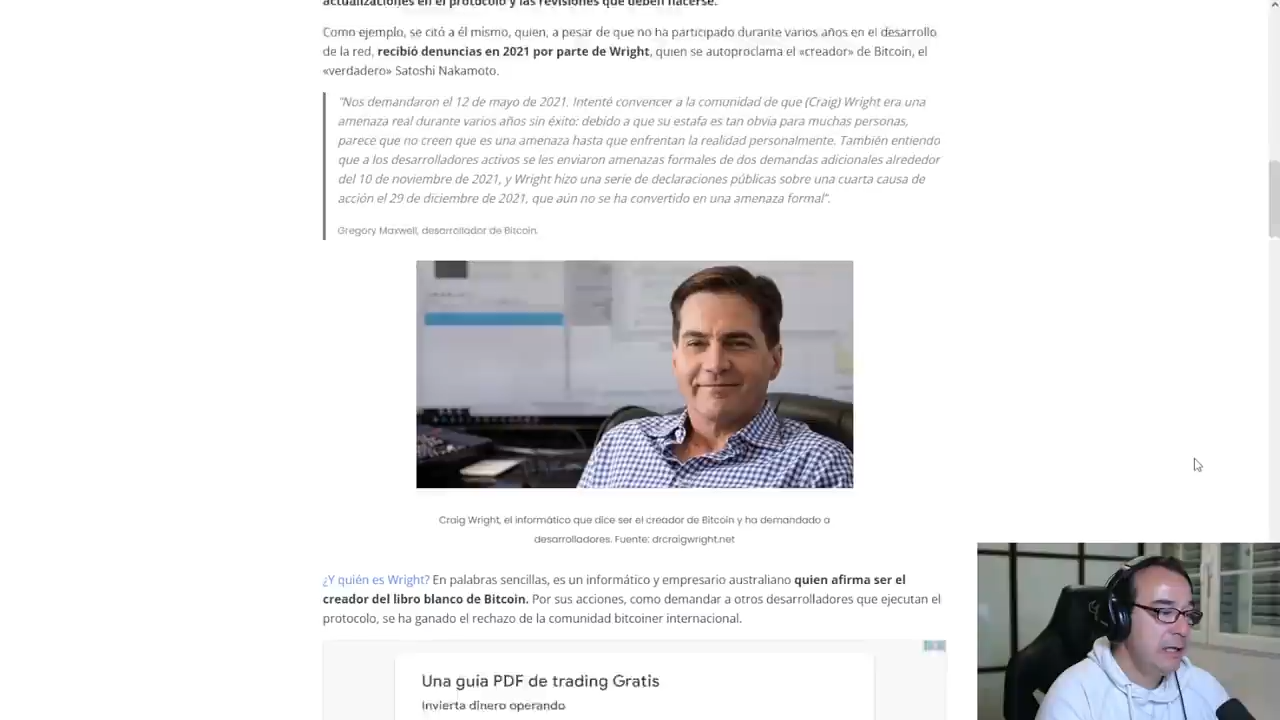 actualizaciones en el protocolo y las revisiones que deben hacerse.
Como ejemplo, se citó a él mismo, quien, a pesar de que no ha participado durante varios años en el desarrollo
de la red, recibió denuncias en 2021 por parte de Wright, quien se autoproclama el «creador» de Bitcoin, el
«verdadero» Satoshi Nakamoto.
"Nos demandaron el 12 de mayo de 2021. Intenté convencer a la comunidad de que (Craig) Wright era una
amenaza real durante varios años sin éxito: debido a que su estafa es tan obvia para muchas personas,
parece que no creen que es una amenaza hasta que enfrentan la realidad personalmente. También entiendo
que a los desarrolladores activos se les enviaron amenazas formales de dos demandas adicionales alrededor
del 10 de noviembre de 2021, y Wright hizo una serie de declaraciones públicas sobre una cuarta causa de
acción el 29 de diciembre de 2021, que aún no se ha convertido en una amenaza formal".
Gregory Maxwell, desarrollador de Bitcoin.
Craig Wright, el informático que dice ser el creador de Bitcoin y ha demandado a
desarrolladores. Fuente: drcraigwright.net
¿Y quién es Wright? En palabras sencillas, es un informático y empresario australiano quien afirma ser el
creador del libro blanco de Bitcoin. Por sus acciones, como demandar a otros desarrolladores que ejecutan el
protocolo, se ha ganado el rechazo de la comunidad bitcoiner internacional.
Una guía PDF de trading Gratis
Invierta dinero operando